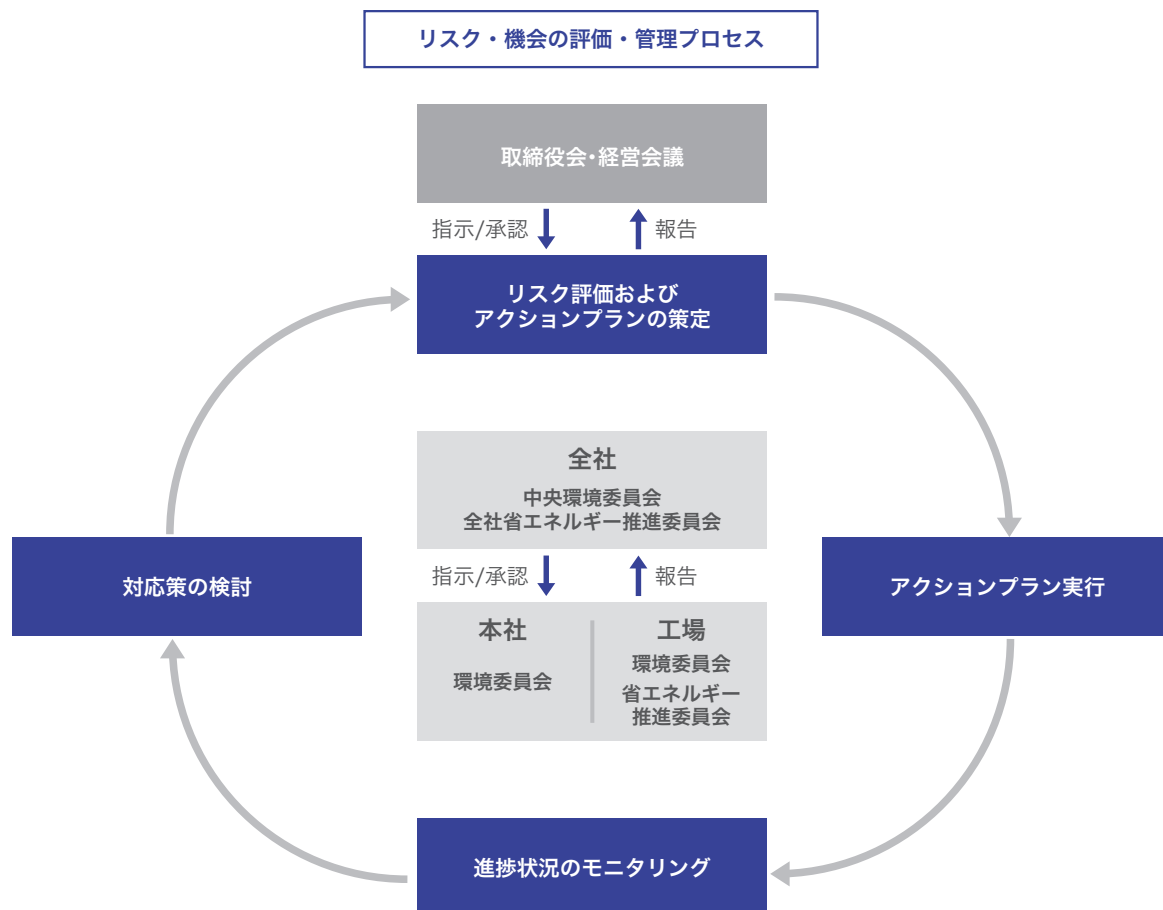 リスク・機会の評価・管理プロセス
取締役会・経営会議
指示/承認
報告
リスク評価および
アクションプランの策定
全社
中央環境委員会
全社省エネルギー推進委員会
対応策の検討
指示/承認
報告
アクションプラン実行
本社
環境委員会
工場
環境委員会
省エネルギー
推進委員会
進捗状況のモニタリング